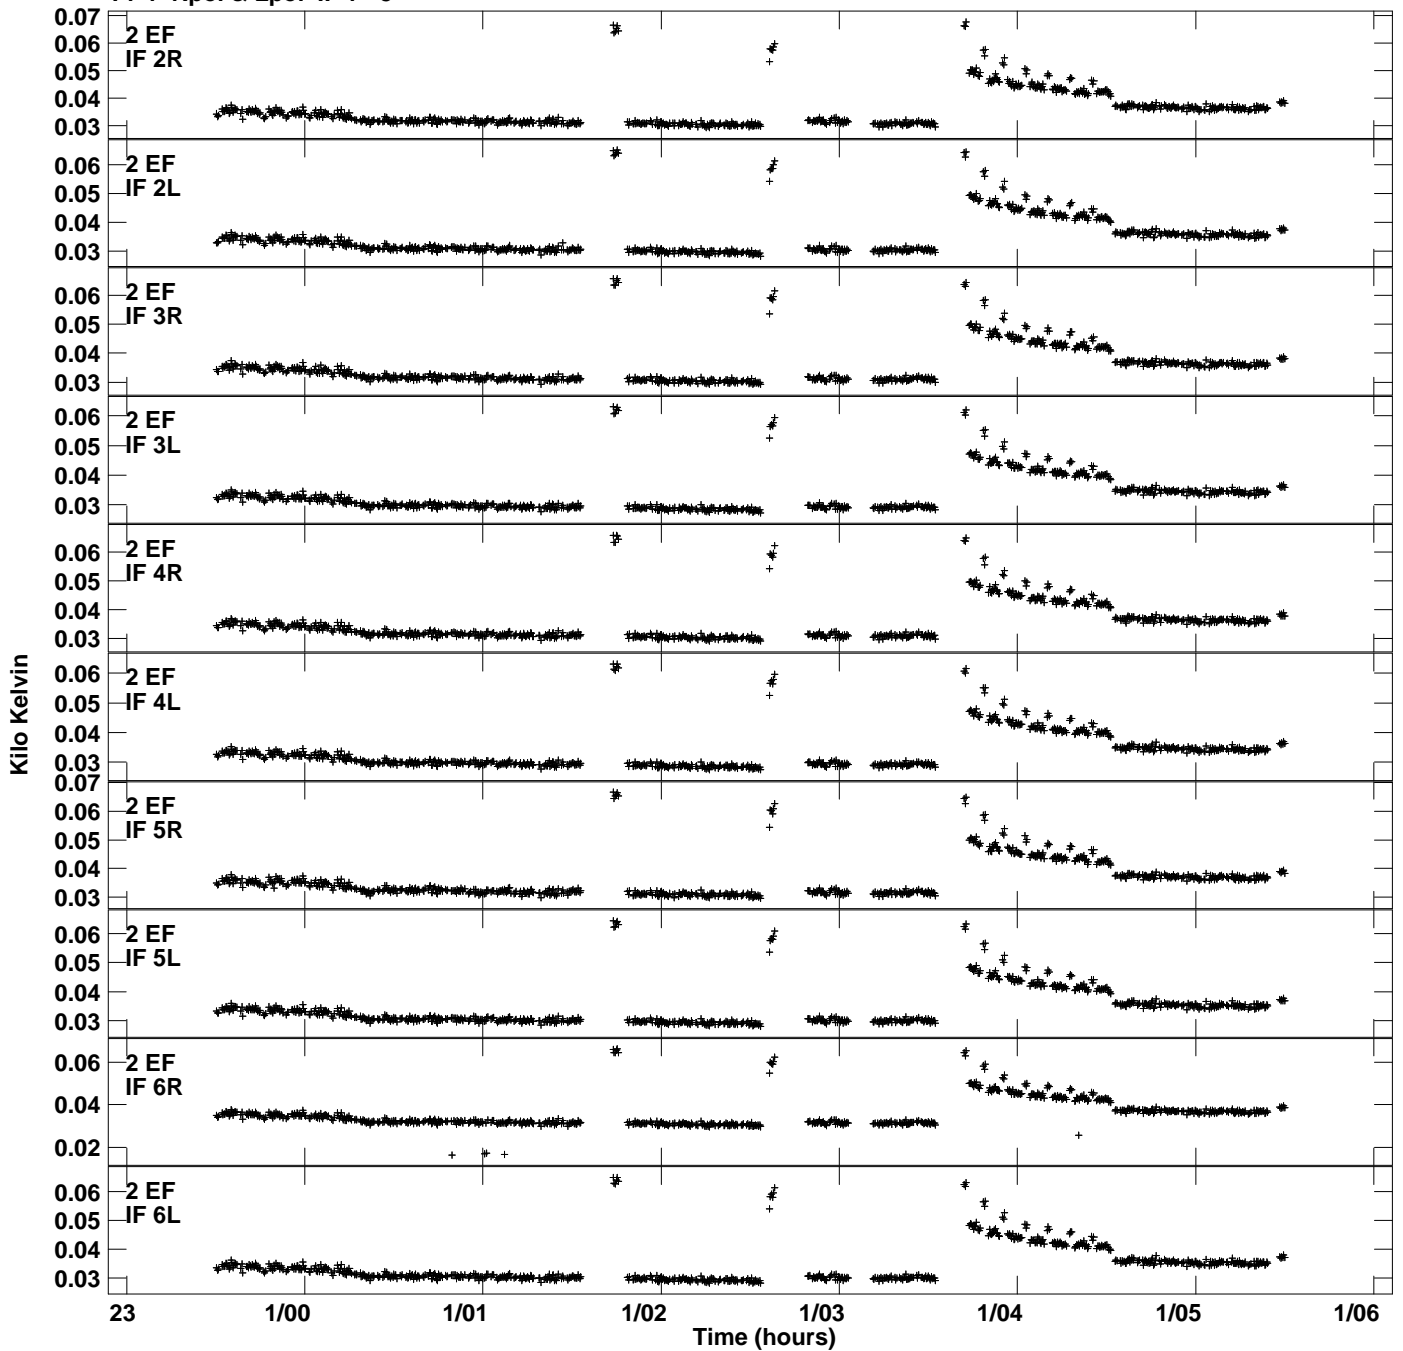 0.07
0.06
0.05
0.04
0.03
2 EF
IF 2R
0.06
0.05
0.04
0.03
2 EF
IF 2L
0.06
0.05
0.04
0.03
2 EF
IF 3R
0.06
0.05
0.04
0.03
2 EF
IF 3L
0.06
0.05
0.04
0.03
2 EF
IF 4R
0.06
0.05
0.04
0.03
2 EF
IF 4L
0.07
0.06
0.05
0.04
0.03
2 EF
IF 5R
0.06
0.05
0.04
0.03
2 EF
IF 5L
0.06
0.04
0.02
2 EF
IF 6R
0.06
0.05
0.04
0.03
2 EF
IF 6L
Kilo Kelvin
23 1/00 1/01 1/02 1/03 1/04 1/05 1/06
Time (hours)